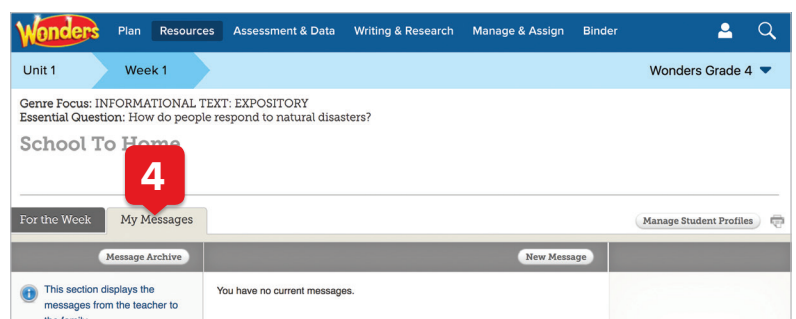 Wonders Plan Resources Assessment & Data Writing & Research Manage & Assign Binder
Unit 1 Week 1 Wonders Grade 4
Genre Focus: INFORMATIONAL TEXT: EXPOSITORY
Essential Question: How do people respond to natural disasters?
School To Home
4
For the Week My Messages Manage Student Profiles
Message Archive New Message
This section displays the You have no current messages.
messages from the teacher to
the family